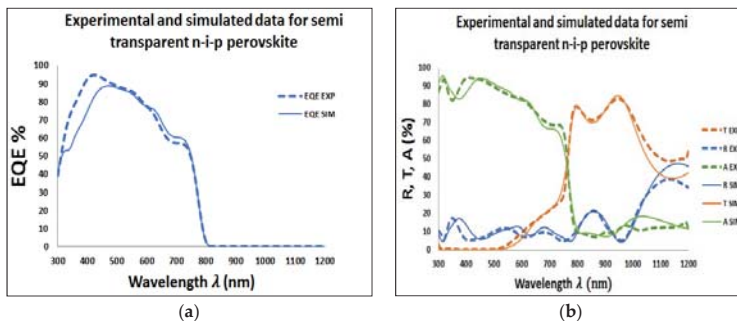 Experimental and simulated data for semi
transparent n-i-p perovskite
EQE %
100
90
80
70
60
50
40
30
20
10
0
300 400 500 600 700 800 900 1000 1100 1200
Wavelength λ (nm)
EQE EXP
EQE SIM
(a)
Experimental and simulated data for semi
transparent n-i-p perovskite
R, T, A (%)
100
90
80
70
60
50
40
30
20
10
0
300 400 500 600 700 800 900 1000 1100 1200
Wavelength λ (nm)
T EX
R EX
A EX
R SIM
T SIM
A SIM
(b)